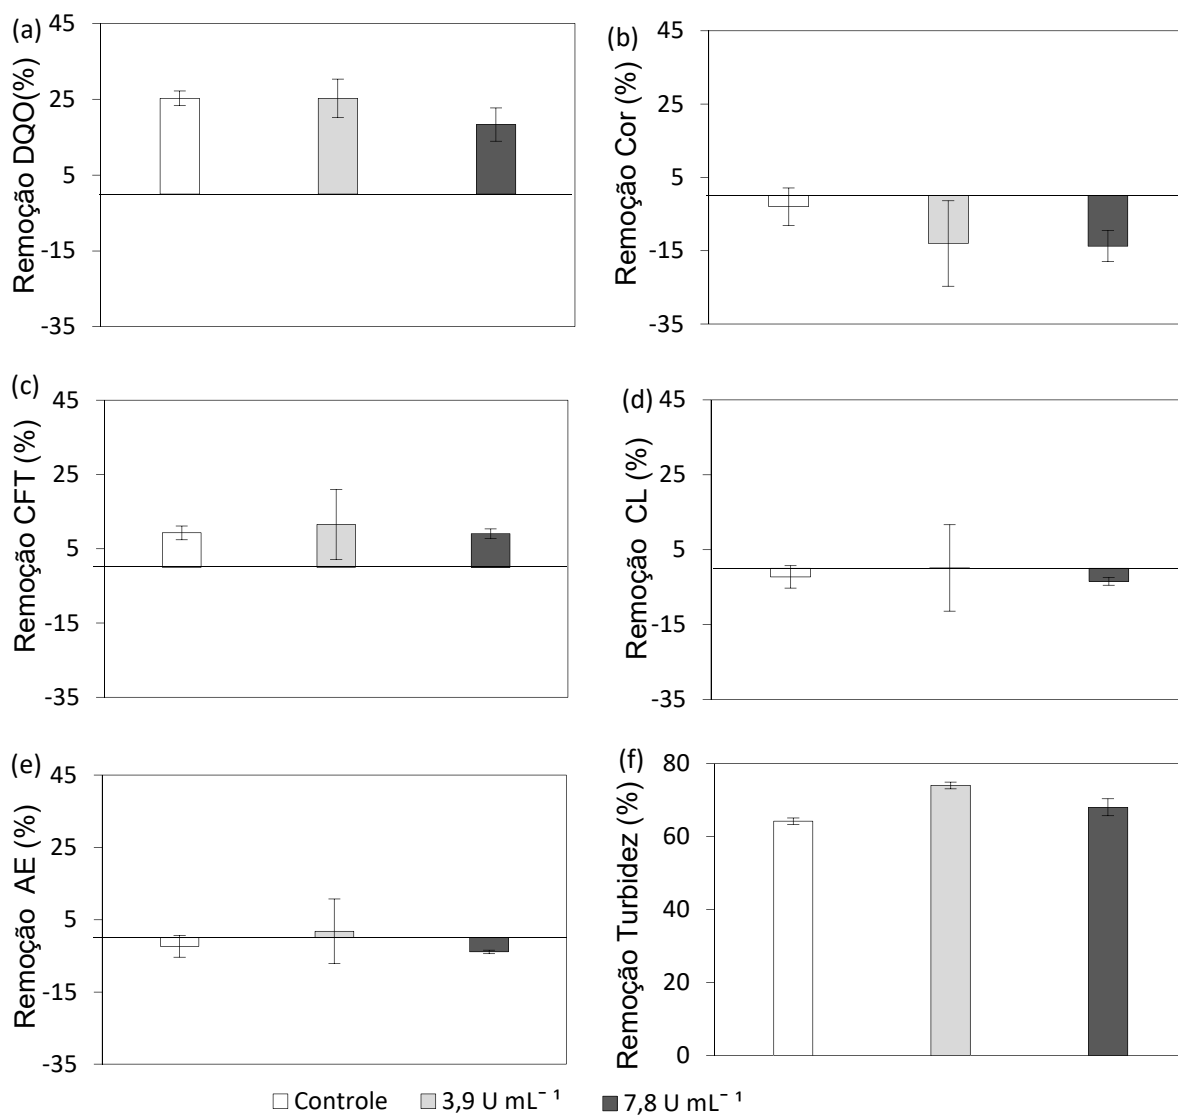 (a)
Remoção DQO(%)
45
25
5
-15
-35
(b)
Remoção Cor (%)
45
25
5
-15
-35
(c)
Remoção CFT (%)
45
25
5
-15
-35
(d)
Remoção CL (%)
45
25
5
-15
-35
(e)
Remoção AE (%)
45
25
5
-15
-35
(f)
Remoção Turbidez (%)
80
60
40
20
0
Controle 3,9 U mL⁻¹ 7,8 U mL⁻¹